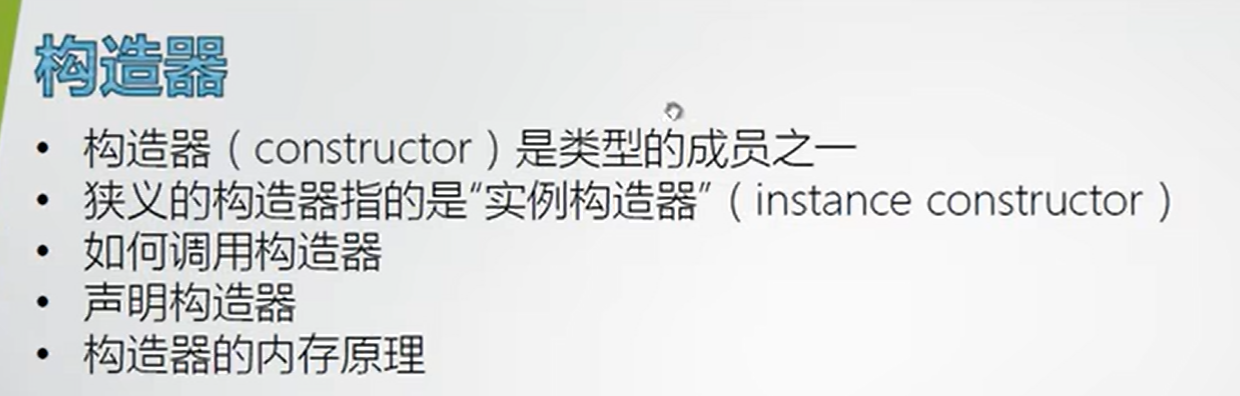 构造器
• 构造器（constructor）是类型的成员之一
• 狭义的构造器指的是“实例构造器”（instance constructor）
• 如何调用构造器
• 声明构造器
• 构造器的内存原理